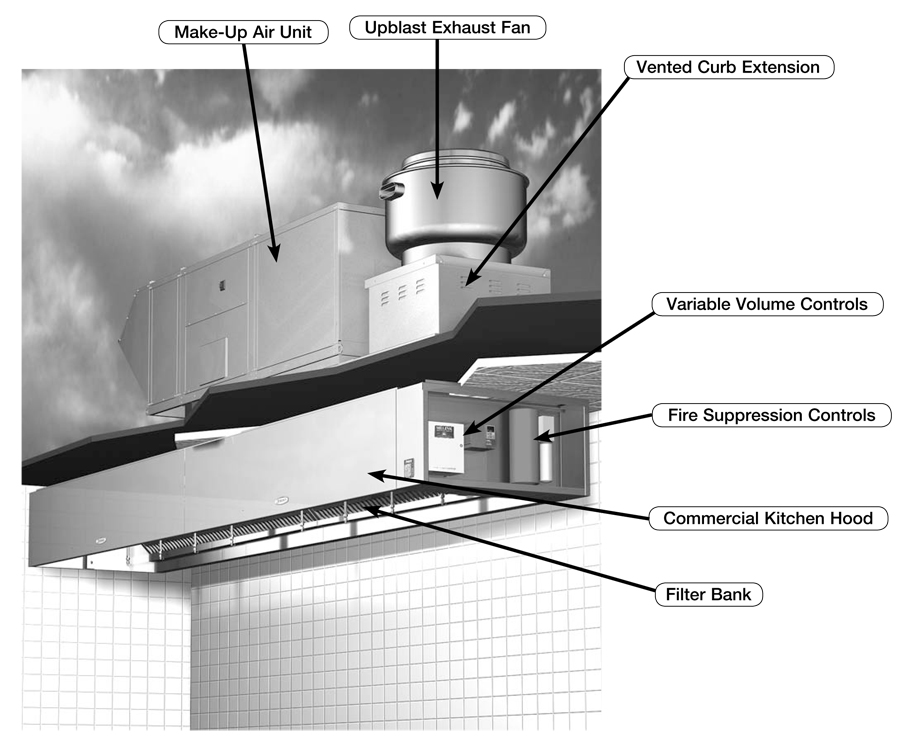 Make-Up Air Unit
Upblast Exhaust Fan
Vented Curb Extension
Variable Volume Controls
Fire Suppression Controls
Commercial Kitchen Hood
Filter Bank